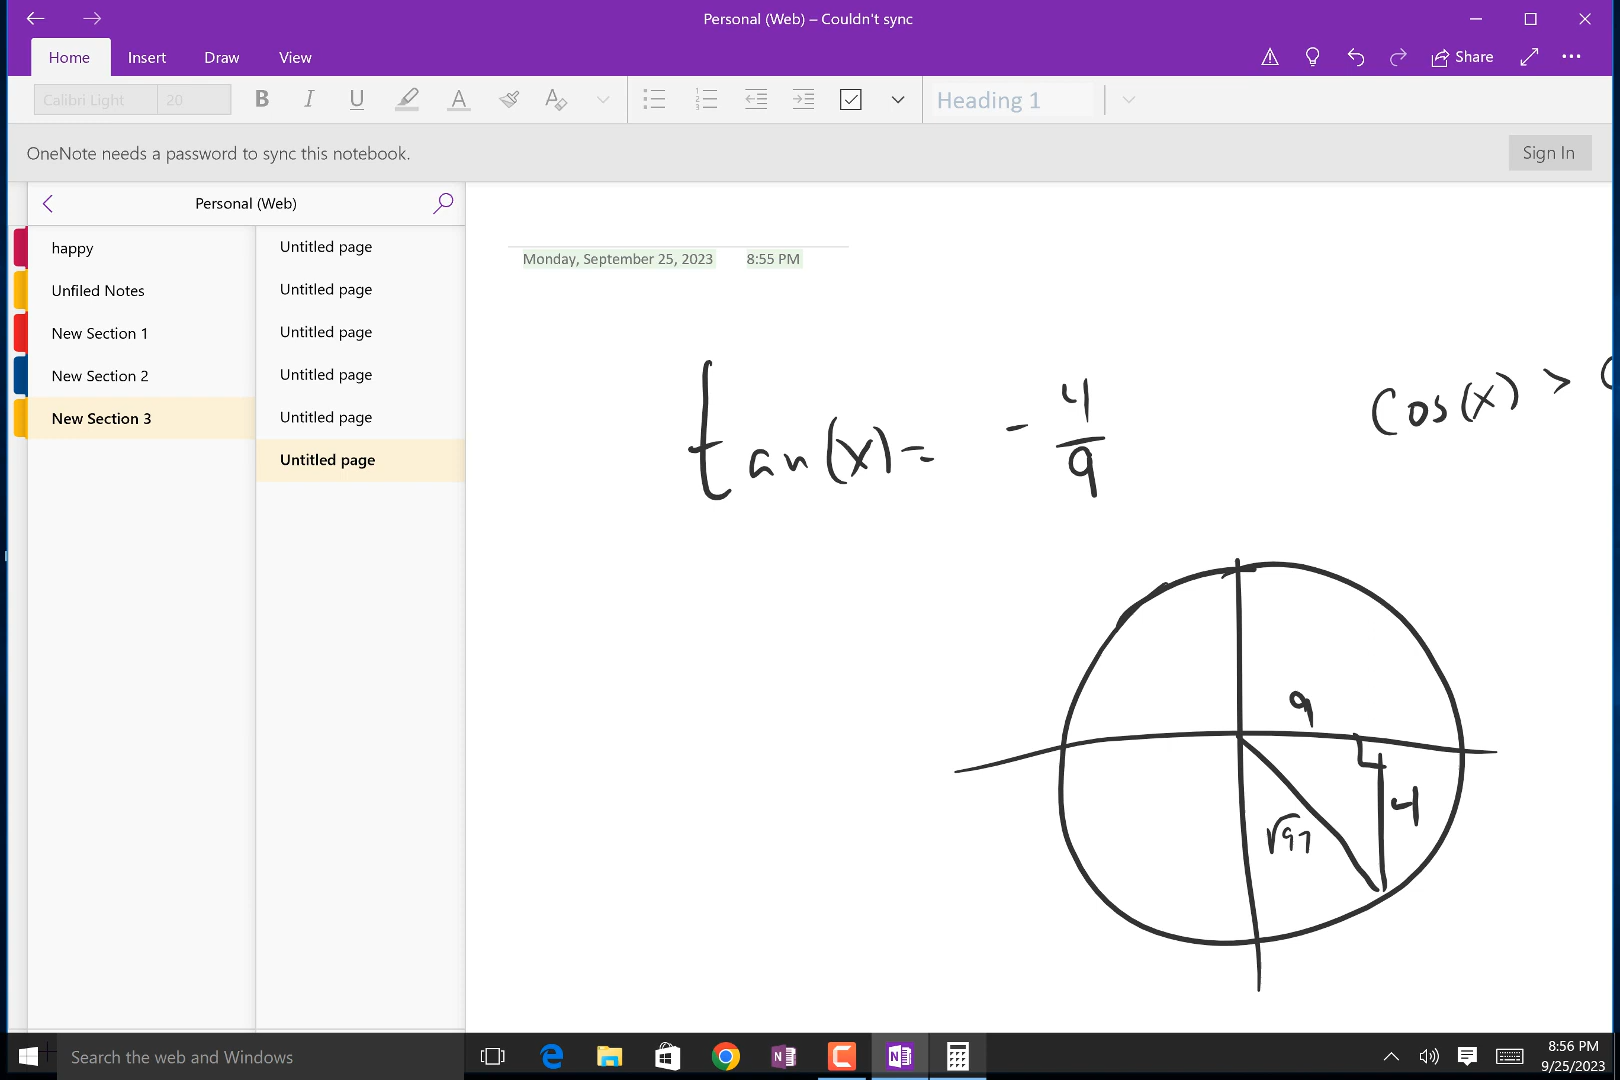 Personal (Web) – Couldn't sync
Home Insert Draw View Share
Calibri Light 20 B I U A Heading 1
OneNote needs a password to sync this notebook. Sign In
Personal (Web)
happy
Unfiled Notes
New Section 1
New Section 2
New Section 3
Untitled page
Untitled page
Untitled page
Untitled page
Untitled page
Untitled page
Monday, September 25, 2023 8:55 PM
tan(x) = - 4/9
Cos(x) >
9
4
√97
Search the web and Windows
8:56 PM
9/25/2023